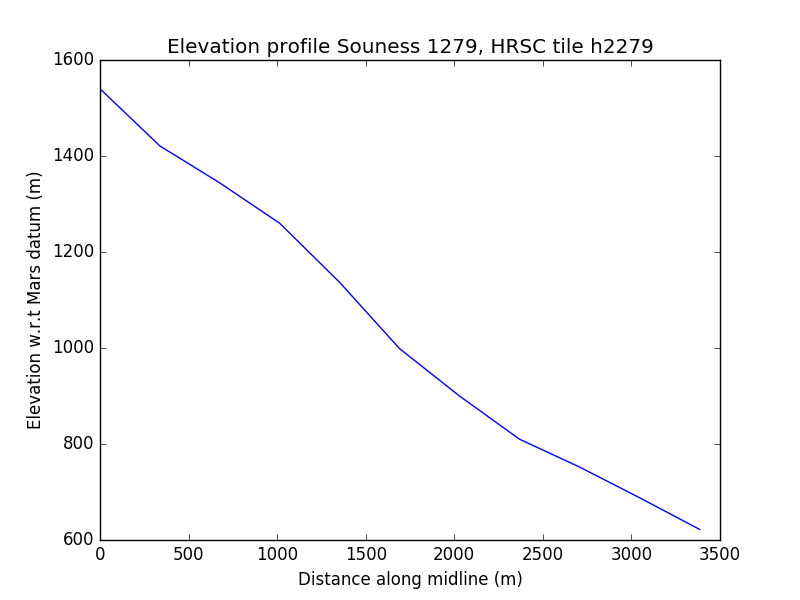 Elevation profile Souness 1279, HRSC tile h2279
1600
1400
1200
1000
800
600
Elevation w.r.t Mars datum (m)
0 500 1000 1500 2000 2500 3000 3500
Distance along midline (m)